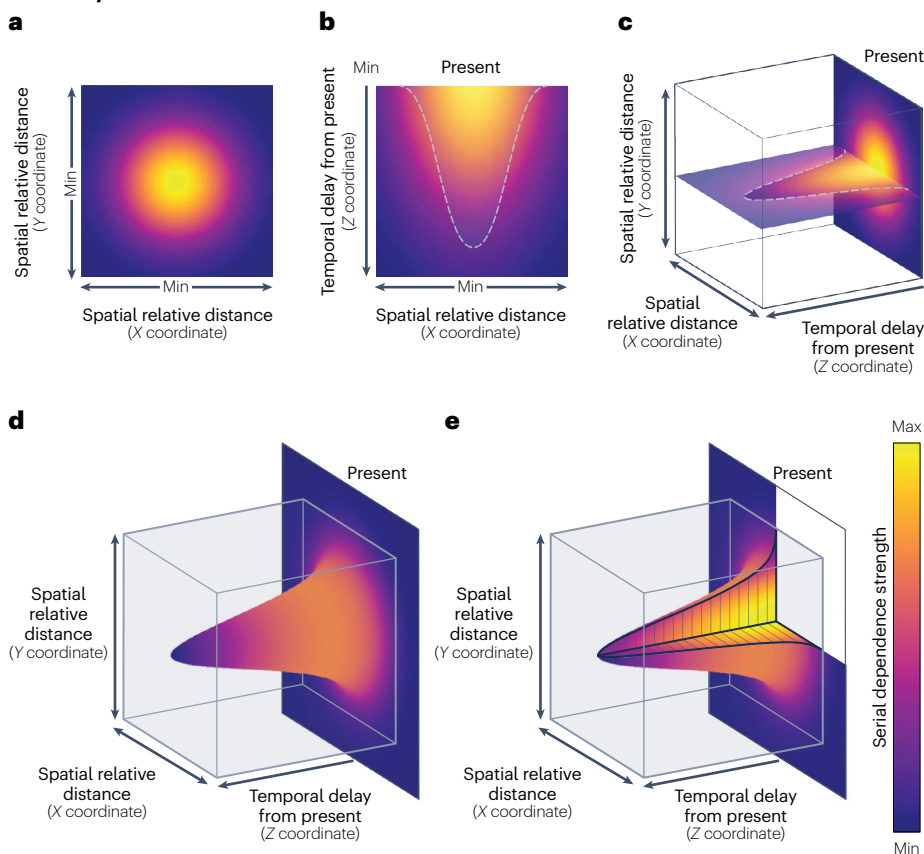 a
Spatial relative distance
(Y coordinate)
Min
Min
Spatial relative distance
(X coordinate)
b
Min
Present
Temporal delay from present
(Z coordinate)
Min
Spatial relative distance
(X coordinate)
c
Present
Spatial relative distance
(Y coordinate)
Spatial
relative distance
(X coordinate)
Temporal delay
from present
(Z coordinate)
d
Present
Spatial
relative
distance
(Y coordinate)
Spatial relative
distance
(X coordinate)
Temporal delay
from present
(Z coordinate)
e
Present
Spatial
relative
distance
(Y coordinate)
Spatial relative
distance
(X coordinate)
Temporal delay
from present
(Z coordinate)
Max
Serial dependence strength
Min